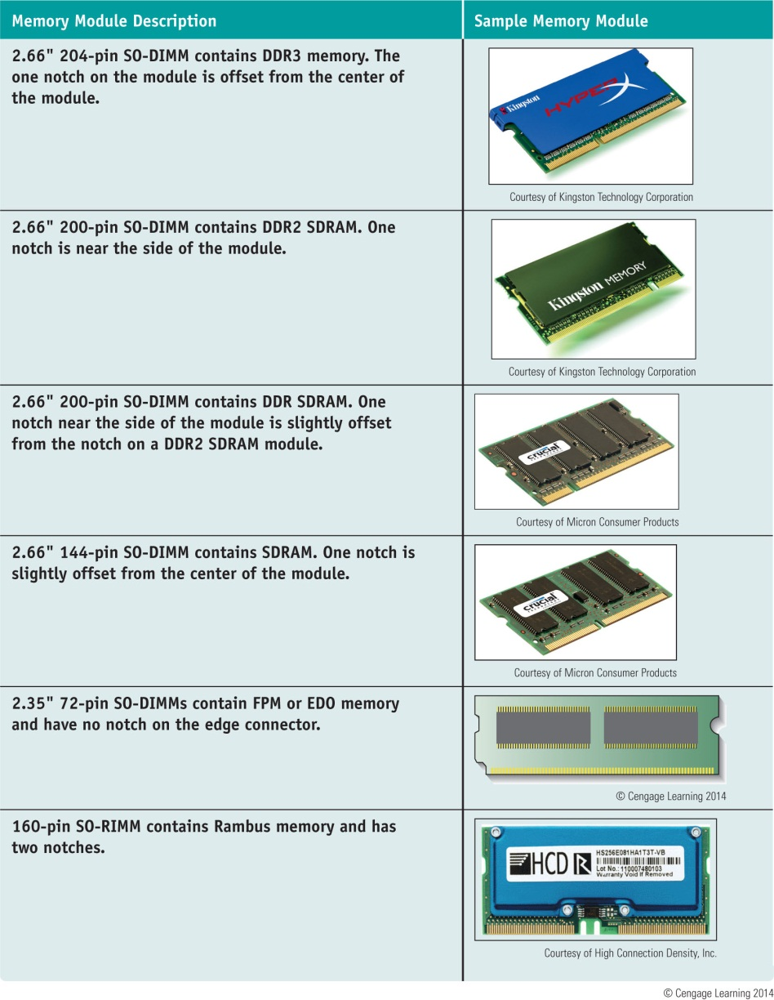 Memory Module Description
Sample Memory Module
2.66" 204-pin SO-DIMM contains DDR3 memory. The
one notch on the module is offset from the center of
the module.
Kingston
HYPERX
Courtesy of Kingston Technology Corporation
2.66" 200-pin SO-DIMM contains DDR2 SDRAM. One
notch is near the side of the module.
Kingston MEMORY
Courtesy of Kingston Technology Corporation
2.66" 200-pin SO-DIMM contains DDR SDRAM. One
notch near the side of the module is slightly offset
from the notch on a DDR2 SDRAM module.
crucial
Courtesy of Micron Consumer Products
2.66" 144-pin SO-DIMM contains SDRAM. One notch is
slightly offset from the center of the module.
crucial
Courtesy of Micron Consumer Products
2.35" 72-pin SO-DIMMs contain FPM or EDO memory
and have no notch on the edge connector.
© Cengage Learning 2014
160-pin SO-RIMM contains Rambus memory and has
two notches.
HCD
HS256E081HA1T3T-VB
Lot No.: 110007480103
Warranty Void If Removed
Courtesy of High Connection Density, Inc.
© Cengage Learning 2014